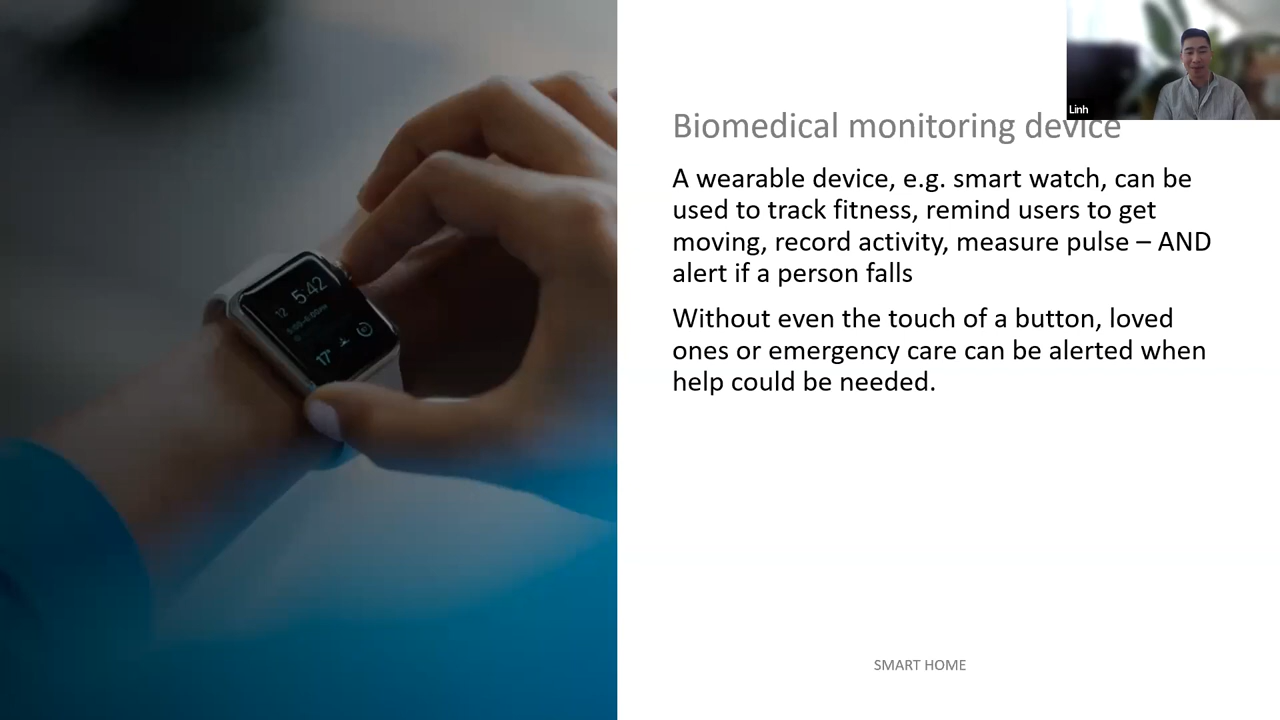 Linh
Biomedical monitoring device
A wearable device, e.g. smart watch, can be
used to track fitness, remind users to get
moving, record activity, measure pulse – AND
alert if a person falls
Without even the touch of a button, loved
ones or emergency care can be alerted when
help could be needed.
5:42
12
17°
SMART HOME